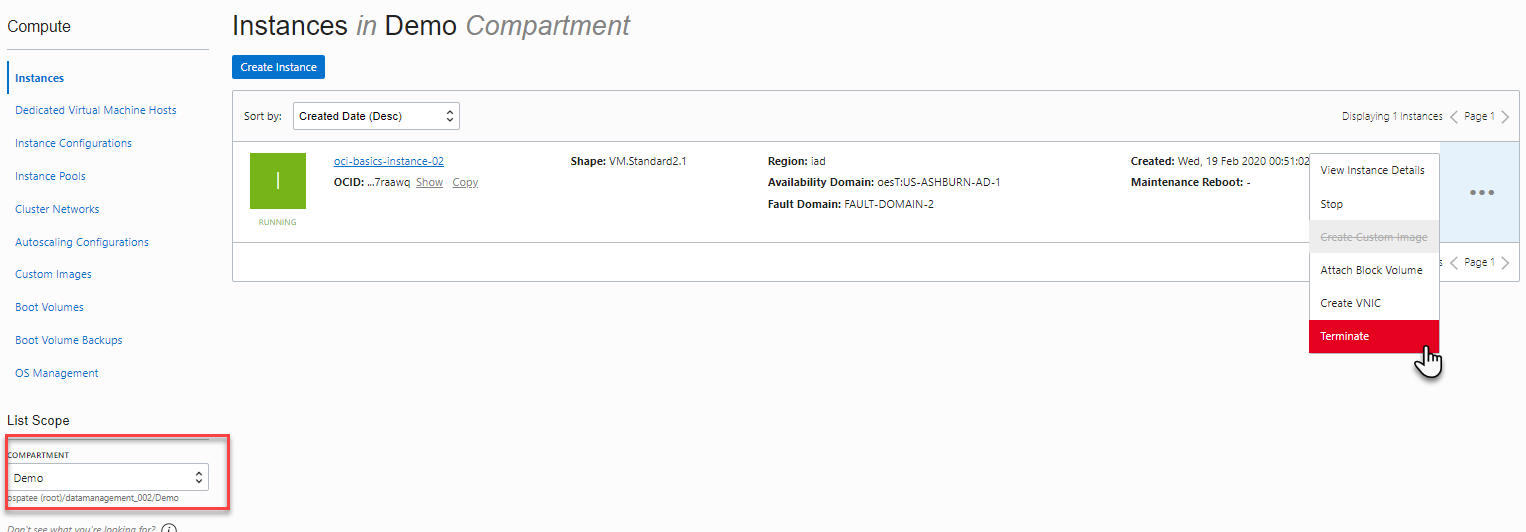 Compute
Instances
Dedicated Virtual Machine Hosts
Instance Configurations
Instance Pools
Cluster Networks
Autoscaling Configurations
Custom Images
Boot Volumes
Boot Volume Backups
OS Management
List Scope
COMPARTMENT
Demo
ospatee (root)/datamanagement_002/Demo
Don't see what you're looking for?
Instances in Demo Compartment
Create Instance
Sort by: Created Date (Desc)
Displaying 1 Instances Page 1
I
RUNNING
oci-basics-instance-02
OCID: ...7raawq Show Copy
Shape: VM.Standard2.1
Region: iad
Availability Domain: oesT:US-ASHBURN-AD-1
Fault Domain: FAULT-DOMAIN-2
Created: Wed, 19 Feb 2020 00:51:02
Maintenance Reboot: -
View Instance Details
Stop
Create Custom Image
Attach Block Volume
Create VNIC
Terminate
s Page 1